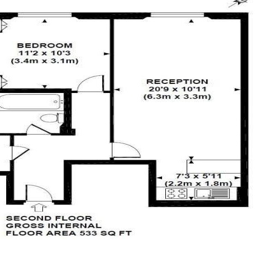 BEDROOM
11'2 x 10'3
(3.4m x 3.1m)
RECEPTION
20'9 x 10'11
(6.3m x 3.3m)
7'3 x 5'11
(2.2m x 1.8m)
SECOND FLOOR
GROSS INTERNAL
FLOOR AREA 533 SQ FT